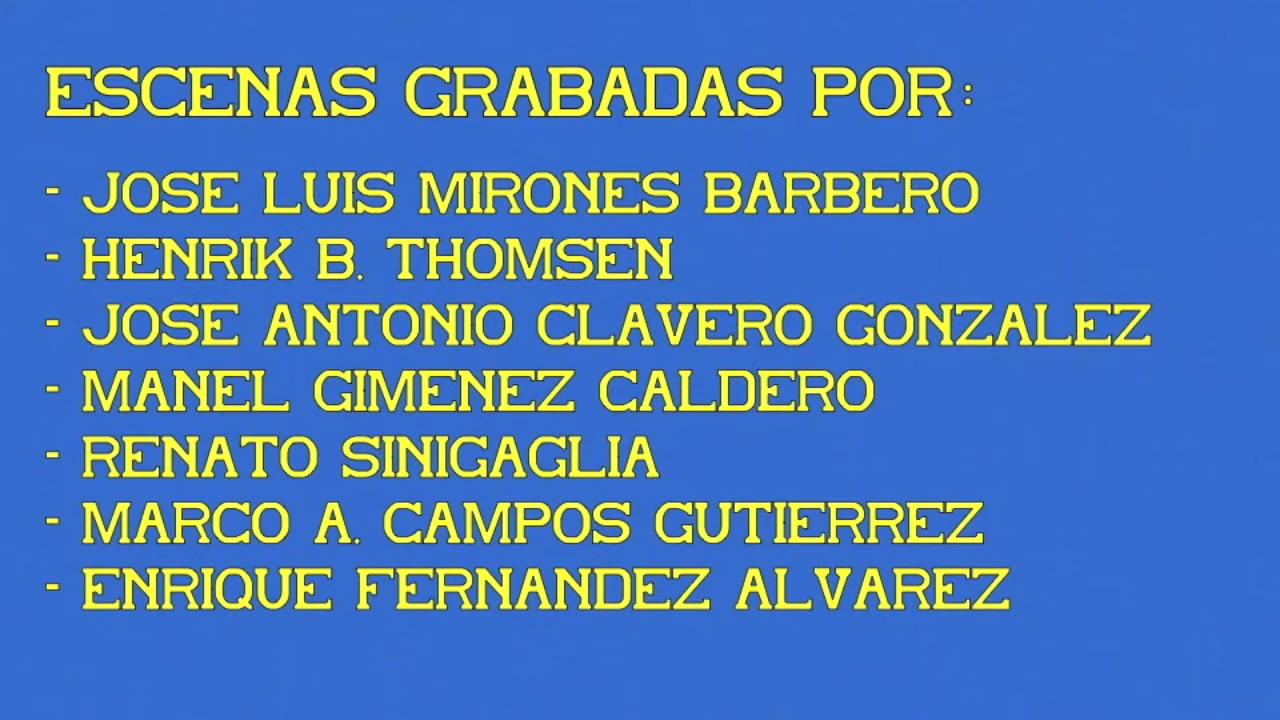 ESCENAS GRABADAS POR:
- JOSE LUIS MIRONES BARBERO
- HENRIK B. THOMSEN
- JOSE ANTONIO CLAVERO GONZALEZ
- MANEL GIMENEZ CALDERO
- RENATO SINIGAGLIA
- MARCO A. CAMPOS GUTIERREZ
- ENRIQUE FERNANDEZ ALVAREZ